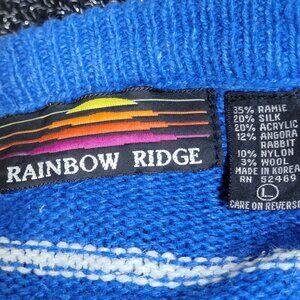 RAINBOW RIDGE
35% RAMIE
20% SILK
20% ACRYLIC
12% ANGORA
RABBIT
10% NYLON
3% WOOL
MADE IN KOREA
RN 52469
L
CARE ON REVERSE